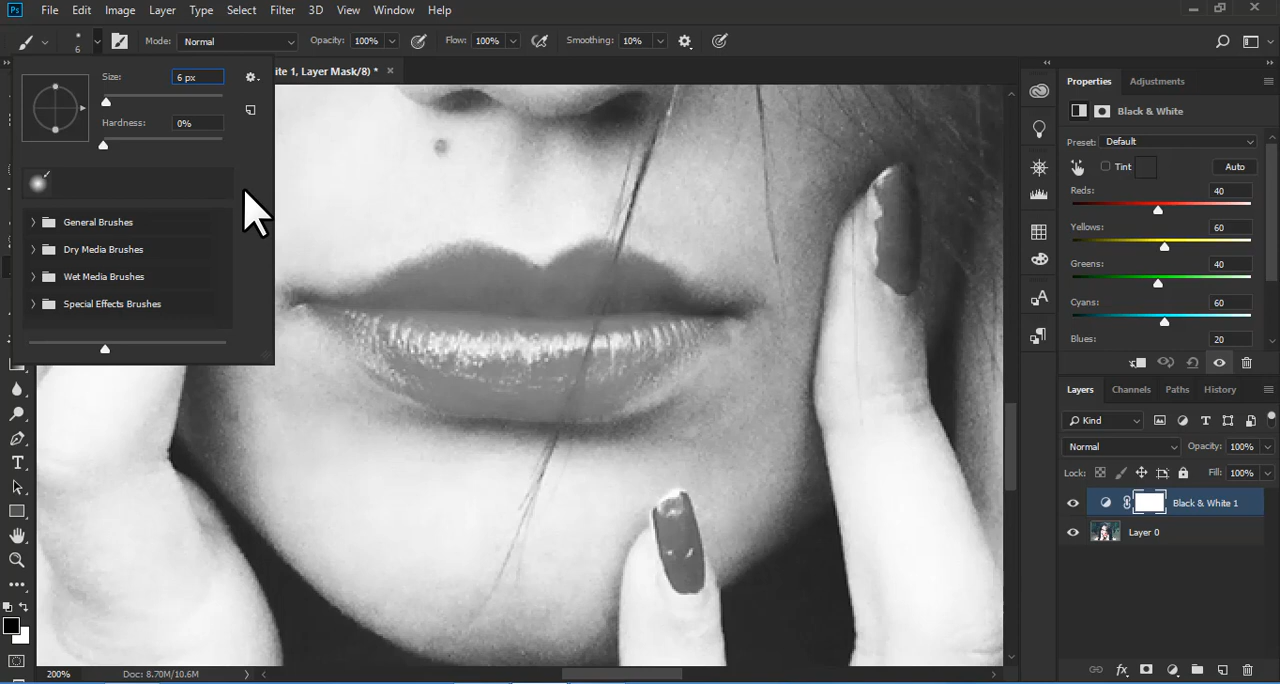 Ps File Edit Image Layer Type Select Filter 3D View Window Help
6 Mode: Normal Opacity: 100% Flow: 100% Smoothing: 10%
ite 1, Layer Mask/8) * ×
Size: 6 px
Hardness: 0%
General Brushes
Dry Media Brushes
Wet Media Brushes
Special Effects Brushes
Properties Adjustments
Black & White
Preset: Default
Tint Auto
Reds: 40
Yellows: 60
Greens: 40
Cyans: 60
Blues: 20
Layers Channels Paths History
Kind
Normal Opacity: 100%
Lock: Fill: 100%
Black & White 1
Layer 0
200% Doc: 8.70M/10.6M